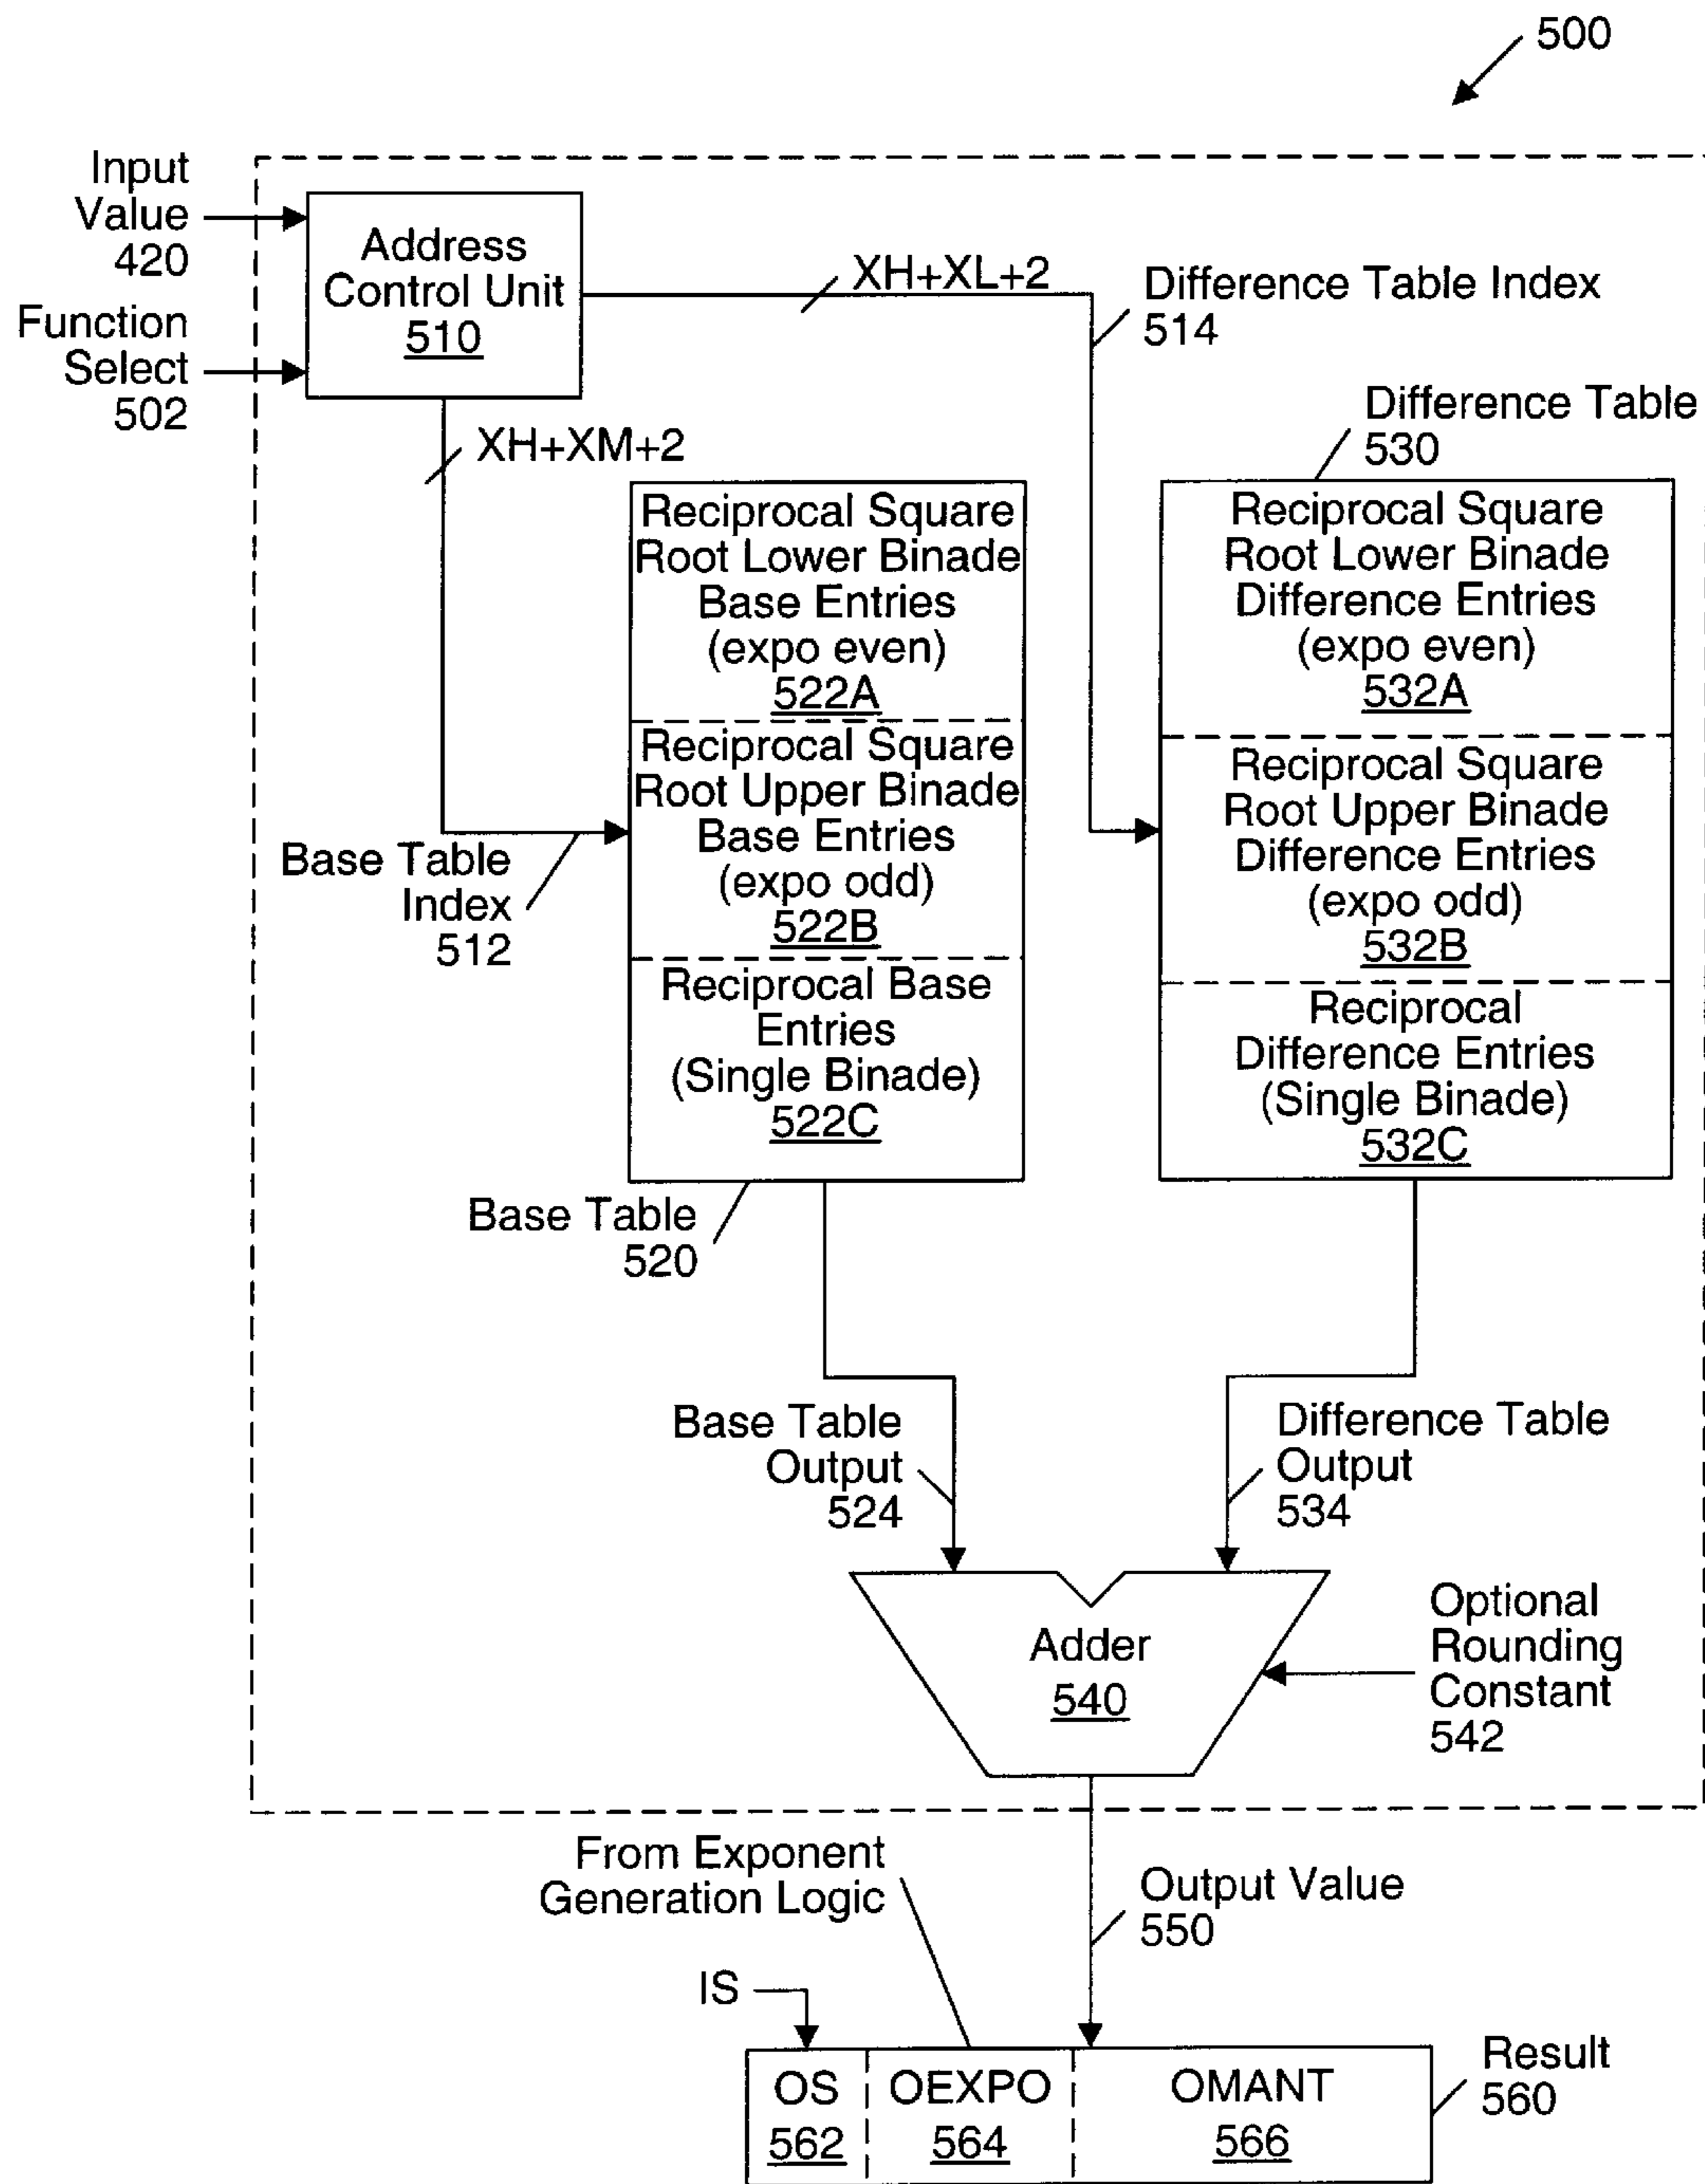 500
Input
Value
420
Function
Select
502
Address
Control Unit
510
XH+XL+2
Difference Table Index
514
XH+XM+2
Difference Table
530
Reciprocal Square
Root Lower Binade
Base Entries
(expo even)
522A
Reciprocal Square
Root Upper Binade
Base Entries
(expo odd)
522B
Reciprocal Base
Entries
(Single Binade)
522C
Reciprocal Square
Root Lower Binade
Difference Entries
(expo even)
532A
Reciprocal Square
Root Upper Binade
Difference Entries
(expo odd)
532B
Reciprocal
Difference Entries
(Single Binade)
532C
Base Table
Index
512
Base Table
520
Base Table
Output
524
Difference Table
Output
534
Adder
540
Optional
Rounding
Constant
542
From Exponent
Generation Logic
Output Value
550
IS
OS
562
OEXPO
564
OMANT
566
Result
560